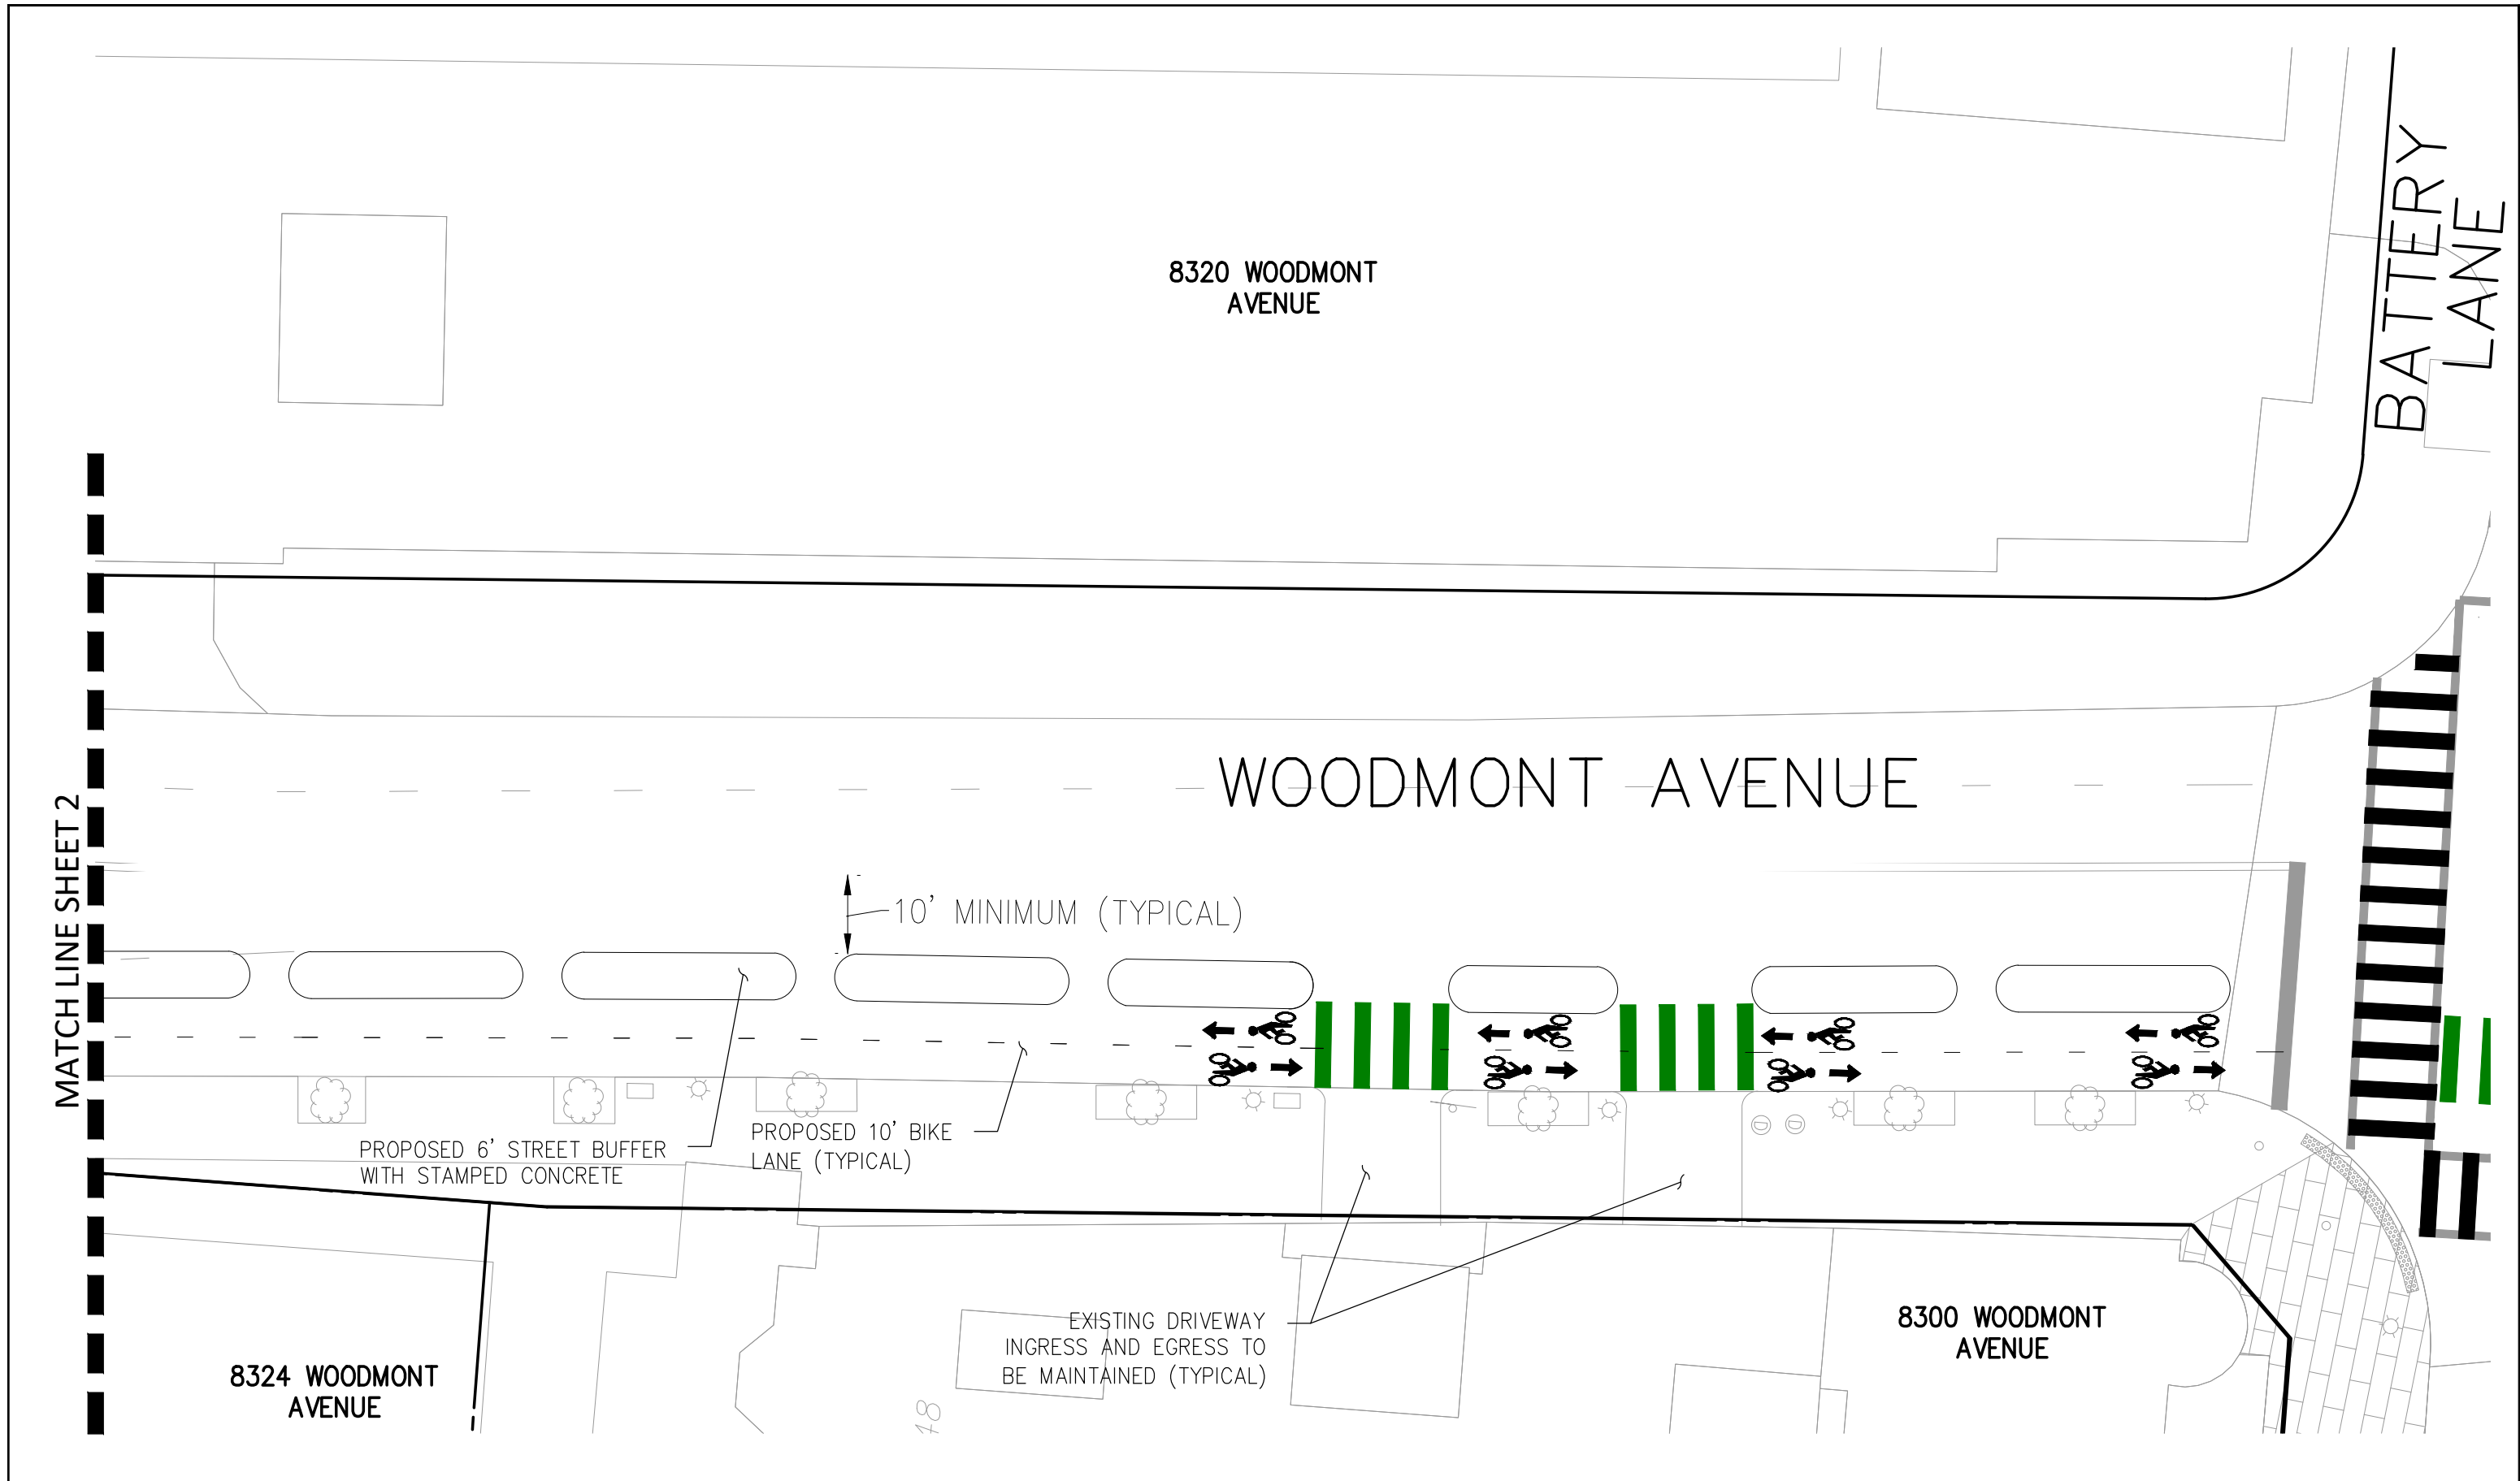 8320 WOODMONT
AVENUE
BATTERY
LANE
WOODMONT AVENUE
MATCH LINE SHEET 2
10' MINIMUM (TYPICAL)
PROPOSED 6' STREET BUFFER
WITH STAMPED CONCRETE
PROPOSED 10' BIKE
LANE (TYPICAL)
EXISTING DRIVEWAY
INGRESS AND EGRESS TO
BE MAINTAINED (TYPICAL)
8324 WOODMONT
AVENUE
8300 WOODMONT
AVENUE
48